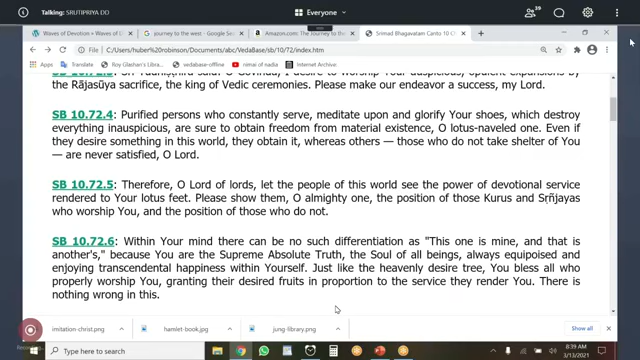 Talking: SRUTIPRIYA DD
Everyone
39
Waves of Devotion + Waves of D
journey to the west - Google Sea
Amazon.com: The Journey to the
Srimad Bhagavatam Canto 10 Ch
File | C:/Users/huber robinson/Documents/abc/VedaBase/sb/10/72/index.htm
Apps
Google Translate
Roy Glashan
gmail
vedabase
nimai of nadia
Other bookmarks
the Rājasūya sacrifice, the king of Vedic ceremonies. Please make our endeavor a success, my Lord.
SB 10.72.4: Purified persons who constantly serve, meditate upon and glorify Your shoes, which destroy
everything inauspicious, are sure to obtain freedom from material existence, O lotus-naveled one. Even if
they desire something in this world, they obtain it, whereas others — those who do not take shelter of You
— are never satisfied, O Lord.
SB 10.72.5: Therefore, O Lord of lords, let the people of this world see the power of devotional service
rendered to Your lotus feet. Please show them, O almighty one, the position of those Kurus and Sṛñjayas
who worship You, and the position of those who do not.
SB 10.72.6: Within Your mind there can be no such differentiation as "This one is mine, and that is
another's," because You are the Supreme Absolute Truth, the Soul of all beings, always equipoised and
enjoying transcendental happiness within Yourself. Just like the heavenly desire tree, You bless all who
properly worship You, granting their desired fruits in proportion to the service they render You. There is
nothing wrong in this.
imitation-christ.png
hamlet-book.jpg
jung-library.png
Show all
Type here to search
8:39 AM
3/13/2021